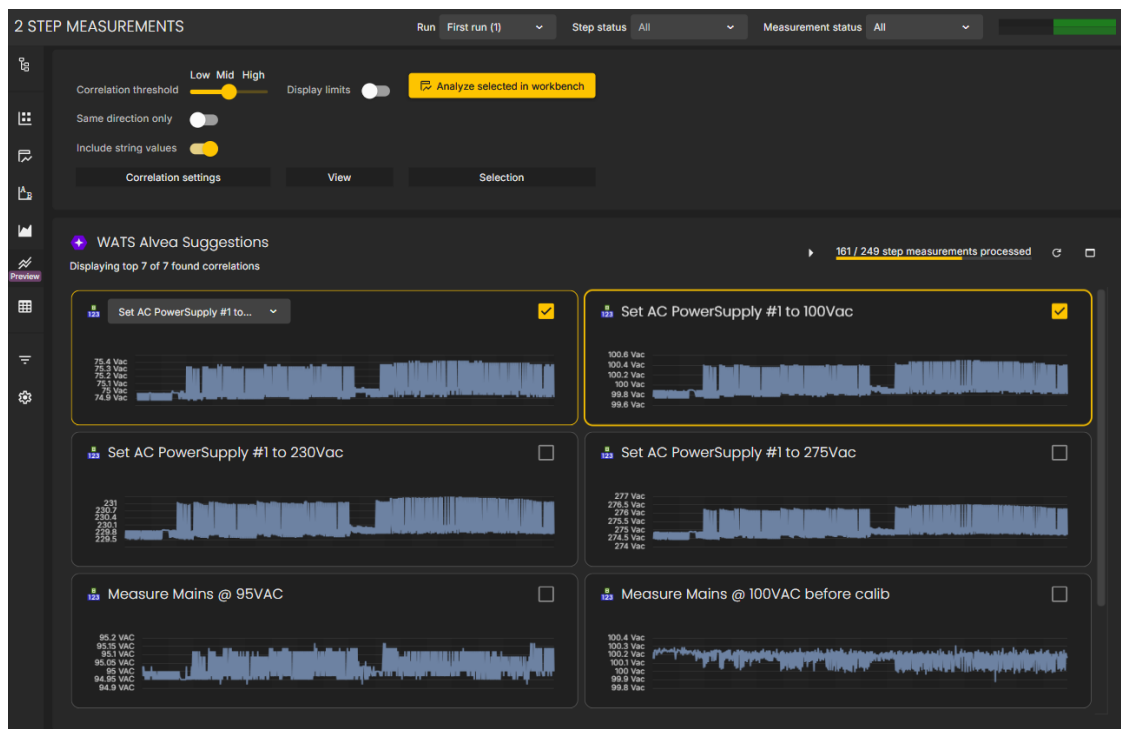 2 STEP MEASUREMENTS
Run First run (1) Step status All Measurement status All
Low Mid High
Correlation threshold Display limits Analyze selected in workbench
Same direction only
Include string values
Correlation settings View Selection
Preview
WATS Alvea Suggestions
Displaying top 7 of 7 found correlations
161 / 249 step measurements processed
123 Set AC PowerSupply #1 to...
75.4 Vac
75.3 Vac
75.2 Vac
75.1 Vac
75 Vac
74.9 Vac
123 Set AC PowerSupply #1 to 100Vac
100.6 Vac
100.4 Vac
100.2 Vac
100 Vac
99.8 Vac
99.6 Vac
123 Set AC PowerSupply #1 to 230Vac
231
230.7
230.4
230.1
229.8
229.5
123 Set AC PowerSupply #1 to 275Vac
277 Vac
276.5 Vac
276 Vac
275.5 Vac
275 Vac
274.5 Vac
274 Vac
123 Measure Mains @ 95VAC
95.2 VAC
95.15 VAC
95.1 VAC
95.05 VAC
95 VAC
94.95 VAC
94.9 VAC
123 Measure Mains @ 100VAC before calib
100.4 Vac
100.3 Vac
100.2 Vac
100.1 Vac
100 Vac
99.9 Vac
99.8 Vac